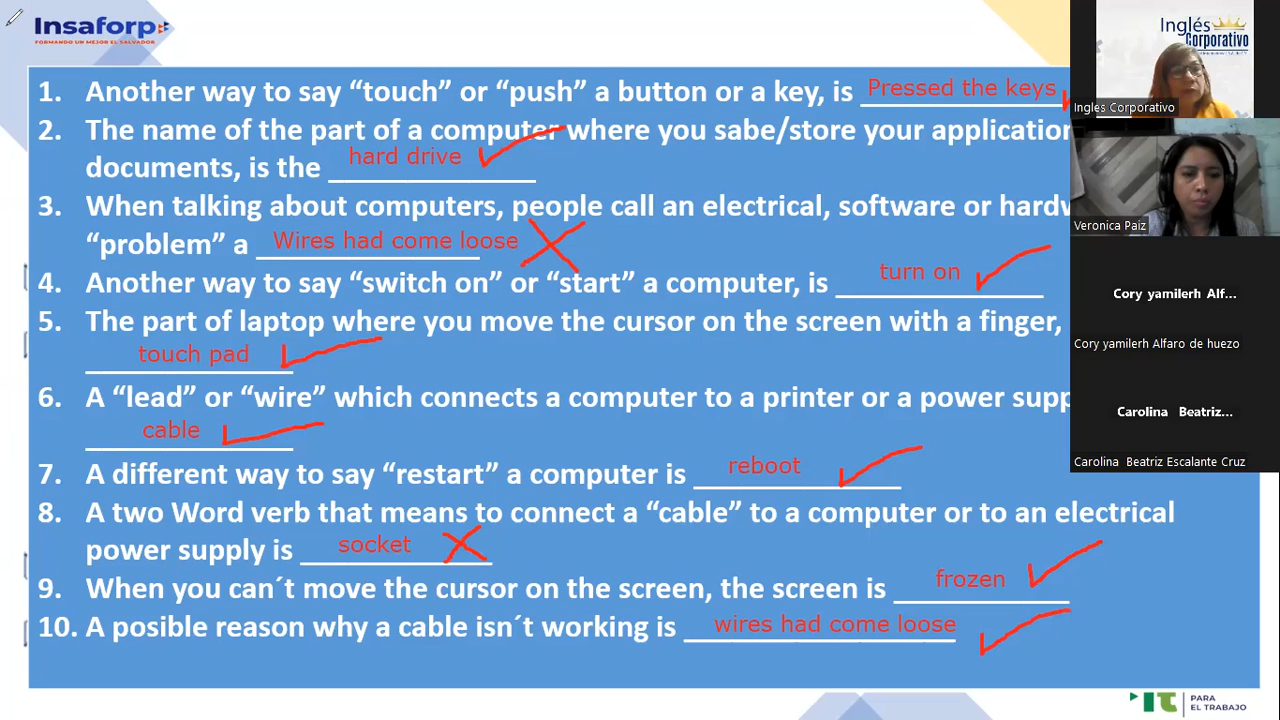 Insaforp
FORMANDO UN MEJOR EL SALVADOR
Inglés
Corporativo
Ingles Corporativo
1. Another way to say “touch” or “push” a button or a key, is Pressed the keys
2. The name of the part of a computer where you sabe/store your application
documents, is the hard drive
Veronica Paiz
3. When talking about computers, people call an electrical, software or hardw
“problem” a Wires had come loose
4. Another way to say “switch on” or “start” a computer, is turn on
Cory yamilerh Alf...
Cory yamilerh Alfaro de huezo
5. The part of laptop where you move the cursor on the screen with a finger,
touch pad
6. A “lead” or “wire” which connects a computer to a printer or a power supp
cable
Carolina Beatriz...
Carolina Beatriz Escalante Cruz
7. A different way to say “restart” a computer is reboot
8. A two Word verb that means to connect a “cable” to a computer or to an electrical
power supply is socket
9. When you can´t move the cursor on the screen, the screen is frozen
10. A posible reason why a cable isn´t working is wires had come loose
PARA
EL TRABAJO